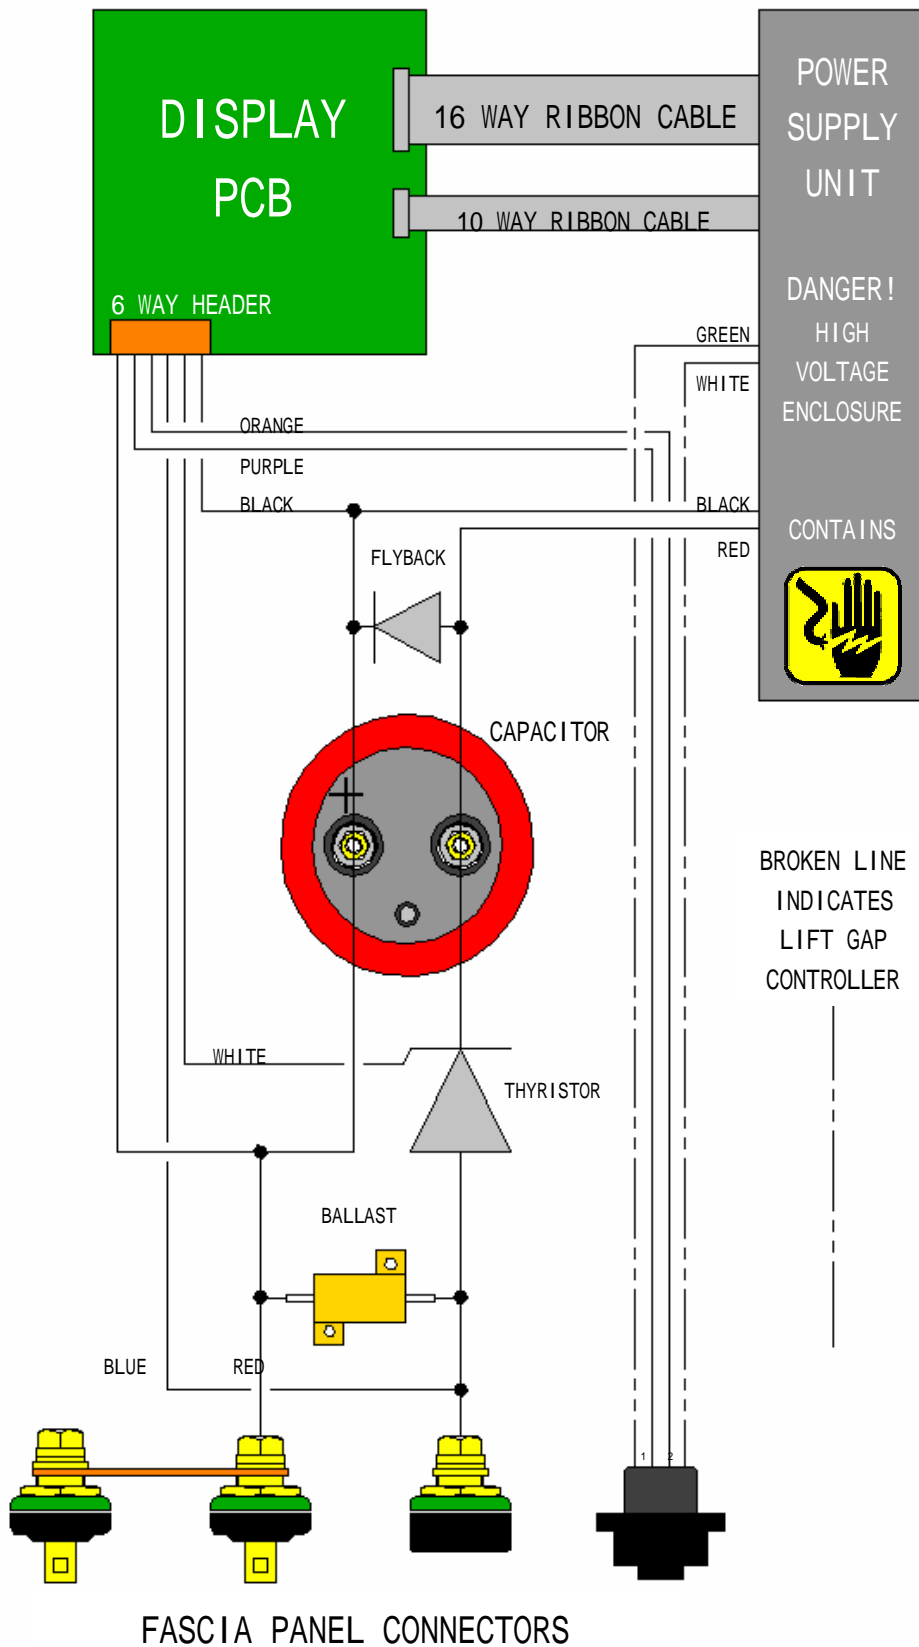 DISPLAY
PCB
16 WAY RIBBON CABLE
10 WAY RIBBON CABLE
6 WAY HEADER
POWER
SUPPLY
UNIT
DANGER!
HIGH
VOLTAGE
ENCLOSURE
CONTAINS
GREEN
WHITE
ORANGE
PURPLE
BLACK
BLACK
RED
FLYBACK
CAPACITOR
+
BROKEN LINE
INDICATES
LIFT GAP
CONTROLLER
WHITE
THYRISTOR
BALLAST
BLUE
RED
1 2
FASCIA PANEL CONNECTORS